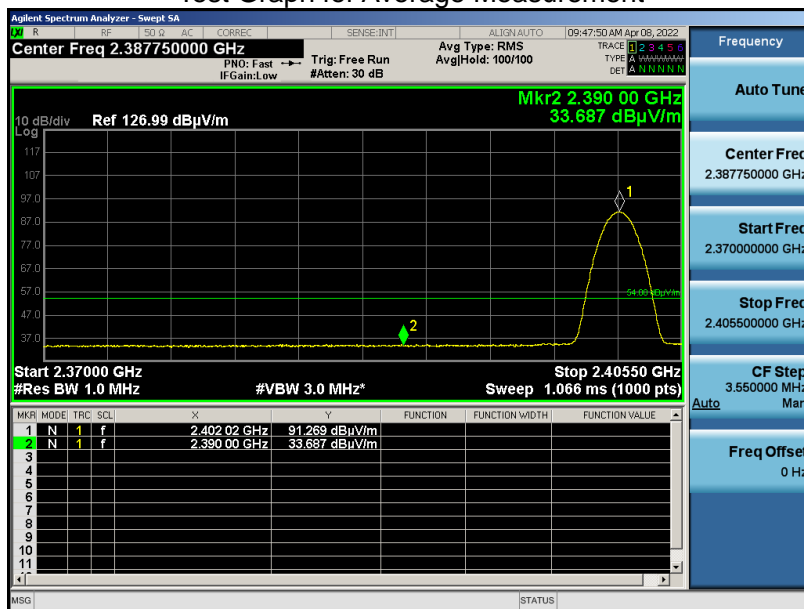 Test Graph for Average Measurement
Agilent Spectrum Analyzer - Swept SA
R RF 50 Ω AC CORREC SENSE:INT ALIGN AUTO 09:47:50 AM Apr 08, 2022
Center Freq 2.387750000 GHz
PNO: Fast
IFGain:Low
Trig: Free Run
#Atten: 30 dB
Avg Type: RMS
Avg|Hold: 100/100
TRACE 1 2 3 4 5 6
TYPE A WWWWW
DET A N N N N N
Mkr2 2.390 00 GHz
33.687 dBµV/m
10 dB/div Ref 126.99 dBµV/m
Log
117
107
97.0
87.0
77.0
67.0
57.0
47.0
37.0
1
54.00 dBµV/m
2
Start 2.37000 GHz Stop 2.40550 GHz
#Res BW 1.0 MHz #VBW 3.0 MHz* Sweep 1.066 ms (1000 pts)
MKR MODE TRC SCL X Y FUNCTION FUNCTION WIDTH FUNCTION VALUE
1 N 1 f 2.402 02 GHz 91.269 dBµV/m
2 N 1 f 2.390 00 GHz 33.687 dBµV/m
3
4
5
6
7
8
9
10
11
MSG STATUS
Frequency
Auto Tune
Center Freq
2.387750000 GHz
Start Freq
2.370000000 GHz
Stop Freq
2.405500000 GHz
CF Step
3.550000 MHz
Auto Man
Freq Offset
0 Hz